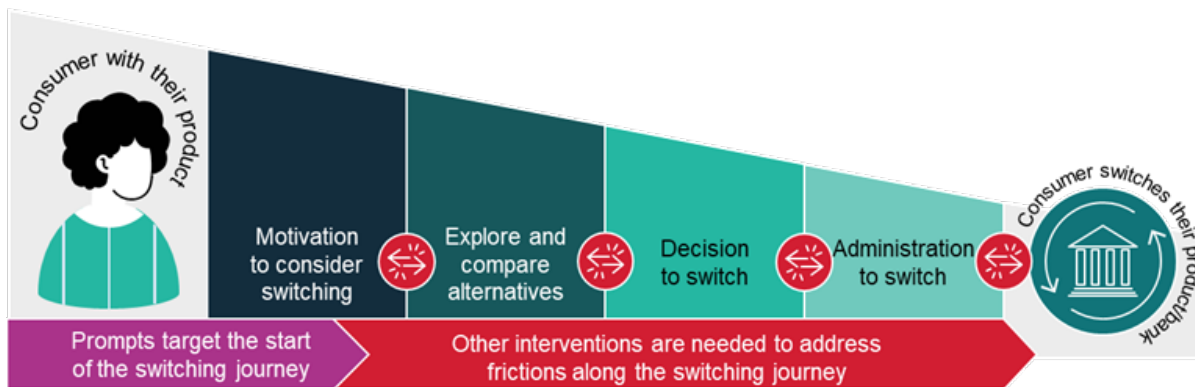 Consumer with their product
Motivation
to consider
switching
Explore and
compare
alternatives
Decision
to switch
Administration
to switch
Consumer switches their product/bank
Prompts target the start
of the switching journey
Other interventions are needed to address
frictions along the switching journey